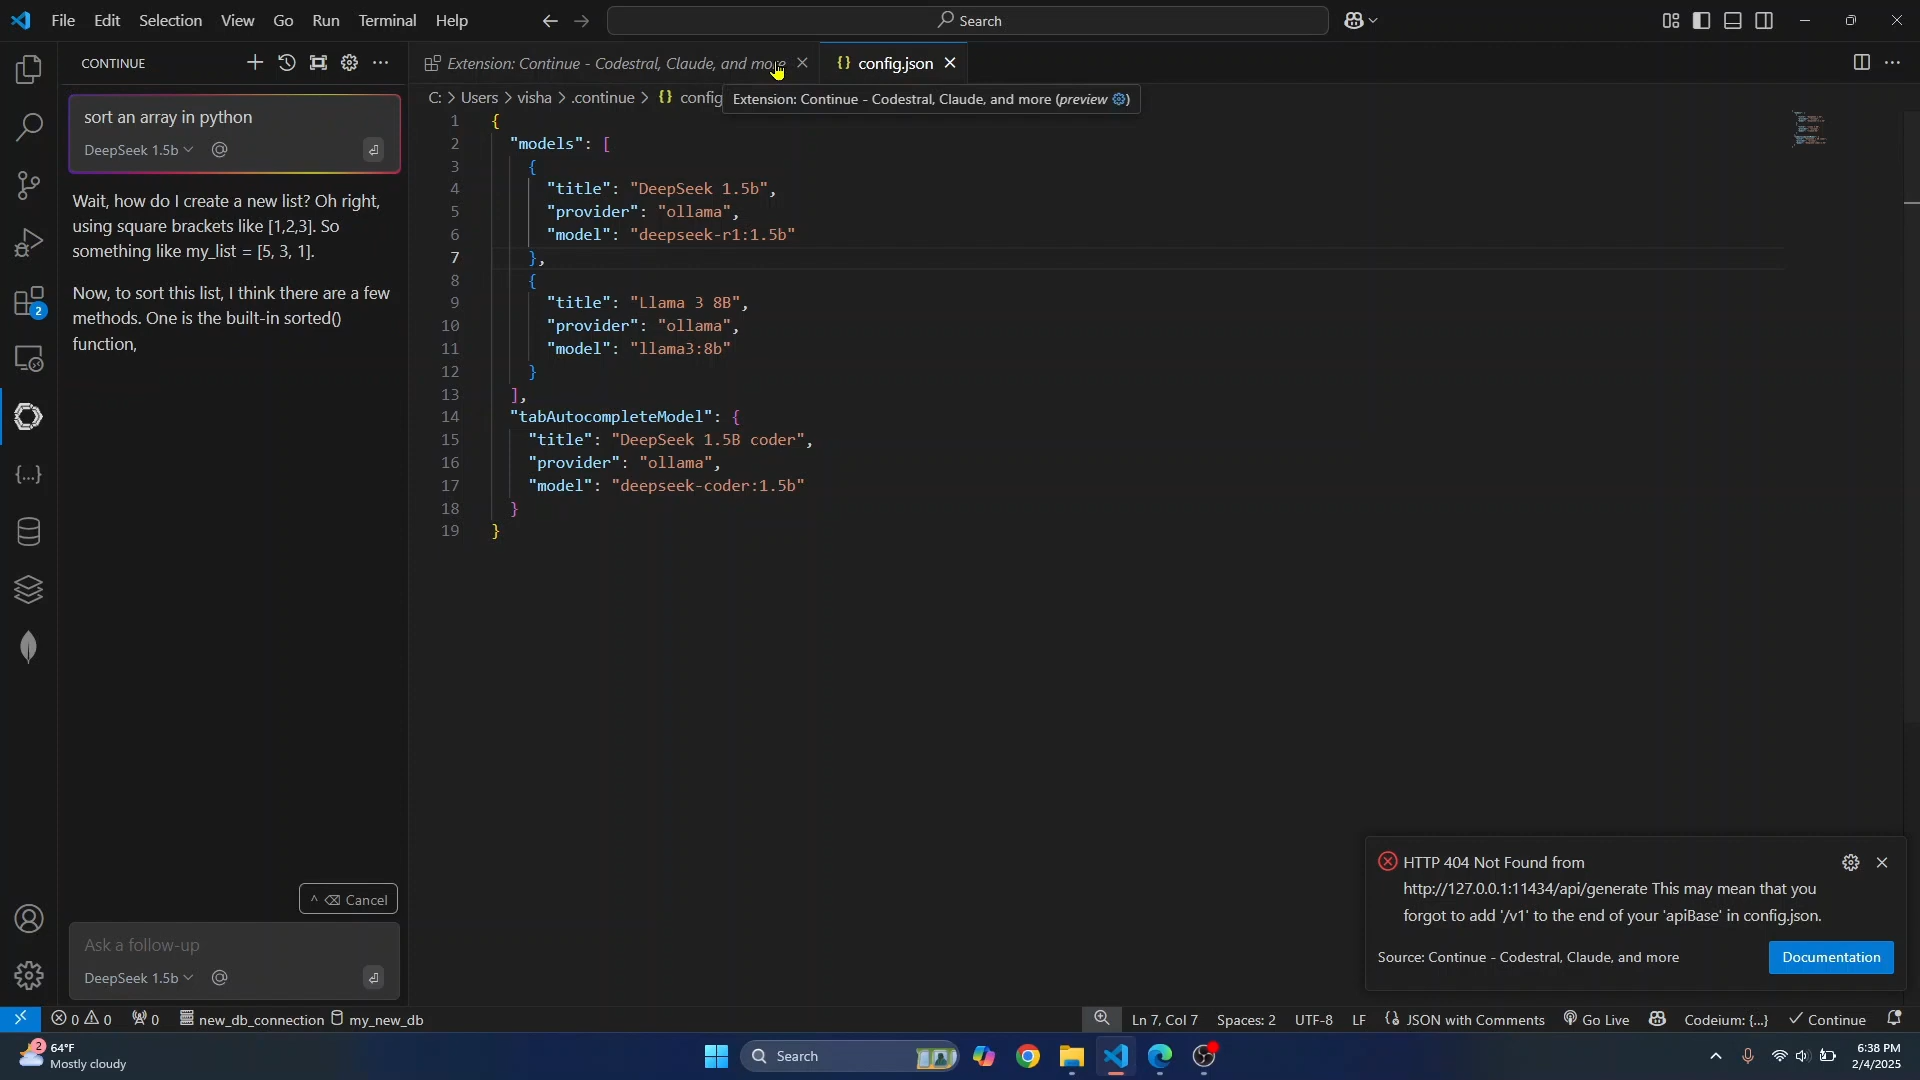 File Edit Selection View Go Run Terminal Help
Search
CONTINUE
Extension: Continue - Codestral, Claude, and more
{} config.json
sort an array in python
DeepSeek 1.5b
Wait, how do I create a new list? Oh right,
using square brackets like [1,2,3]. So
something like my_list = [5, 3, 1].
Now, to sort this list, I think there are a few
methods. One is the built-in sorted()
function,
2
Cancel
Ask a follow-up
DeepSeek 1.5b
C: > Users > visha > .continue > {} config
Extension: Continue - Codestral, Claude, and more (preview)
1 {
2 "models": [
3 {
4 "title": "DeepSeek 1.5b",
5 "provider": "ollama",
6 "model": "deepseek-r1:1.5b"
7 },
8 {
9 "title": "Llama 3 8B",
10 "provider": "ollama",
11 "model": "llama3:8b"
12 }
13 ],
14 "tabAutocompleteModel": {
15 "title": "DeepSeek 1.5B coder",
16 "provider": "ollama",
17 "model": "deepseek-coder:1.5b"
18 }
19 }
HTTP 404 Not Found from
http://127.0.0.1:11434/api/generate This may mean that you
forgot to add '/v1' to the end of your 'apiBase' in config.json.
Source: Continue - Codestral, Claude, and more
Documentation
0 0 0 new_db_connection my_new_db
Ln 7, Col 7 Spaces: 2 UTF-8 LF JSON with Comments Go Live Codeium: {...} Continue
2
64°F
Mostly cloudy
Search
6:38 PM
2/4/2025